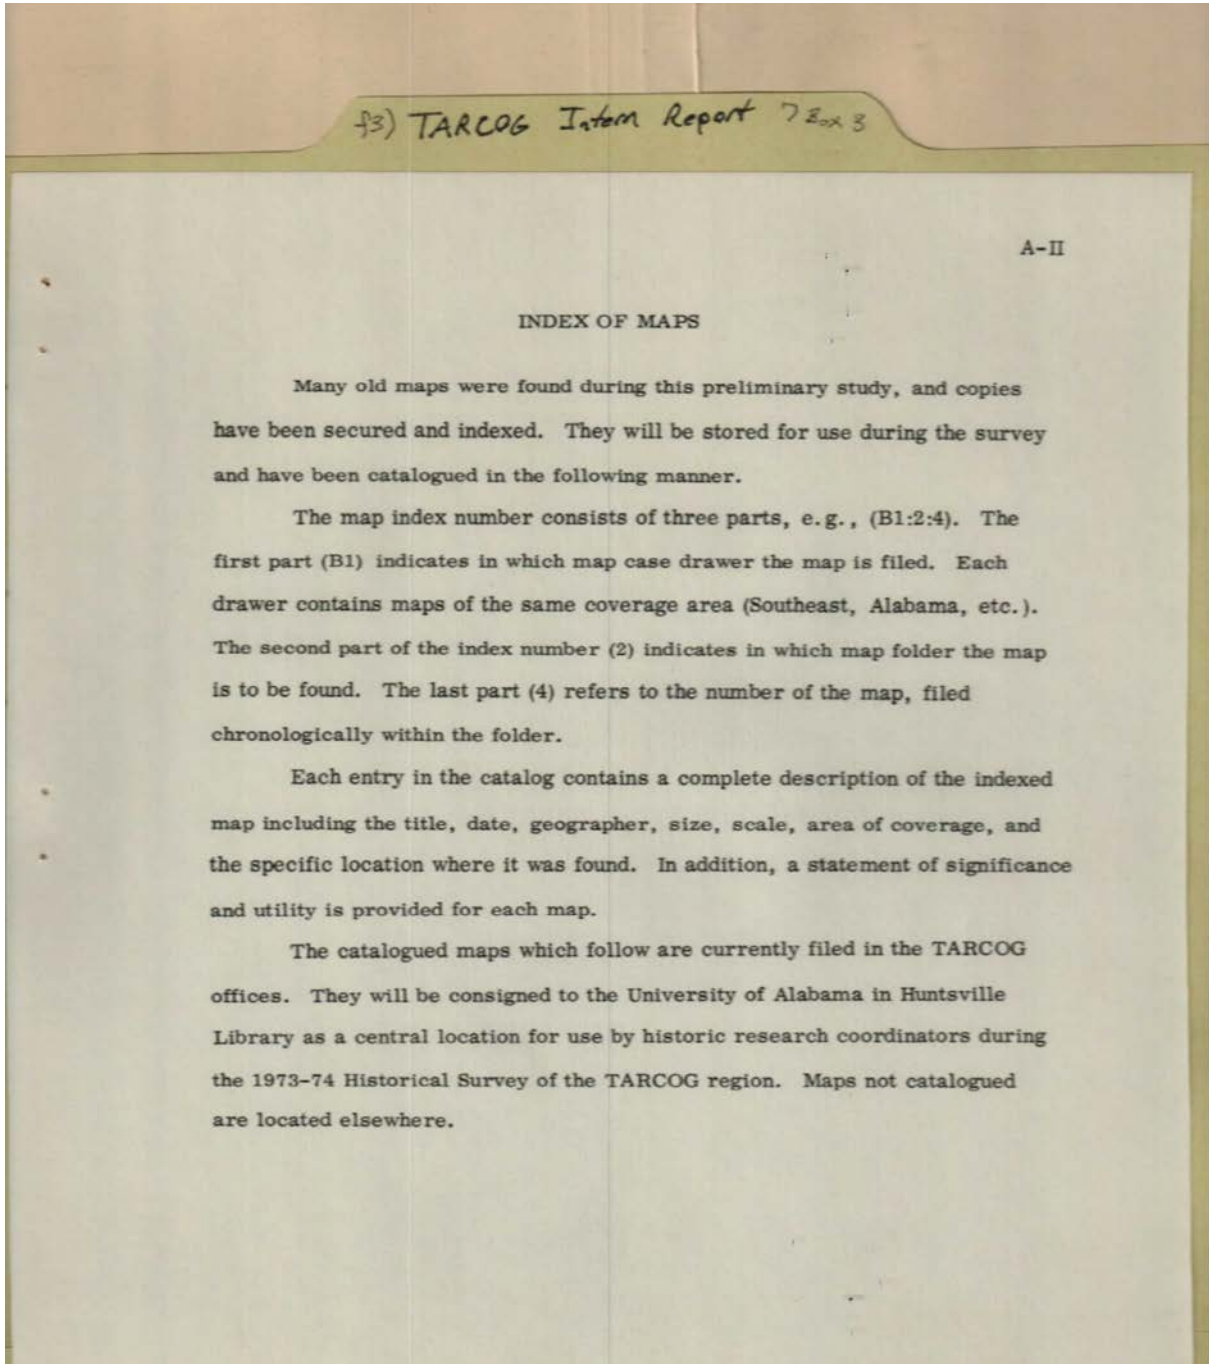 f3) TARCOG Intern Report 7 Box 3
A-II
INDEX OF MAPS
Many old maps were found during this preliminary study, and copies
have been secured and indexed. They will be stored for use during the survey
and have been catalogued in the following manner.
The map index number consists of three parts, e.g., (B1:2:4). The
first part (B1) indicates in which map case drawer the map is filed. Each
drawer contains maps of the same coverage area (Southeast, Alabama, etc.).
The second part of the index number (2) indicates in which map folder the map
is to be found. The last part (4) refers to the number of the map, filed
chronologically within the folder.
Each entry in the catalog contains a complete description of the indexed
map including the title, date, geographer, size, scale, area of coverage, and
the specific location where it was found. In addition, a statement of significance
and utility is provided for each map.
The catalogued maps which follow are currently filed in the TARCOG
offices. They will be consigned to the University of Alabama in Huntsville
Library as a central location for use by historic research coordinators during
the 1973-74 Historical Survey of the TARCOG region. Maps not catalogued
are located elsewhere.